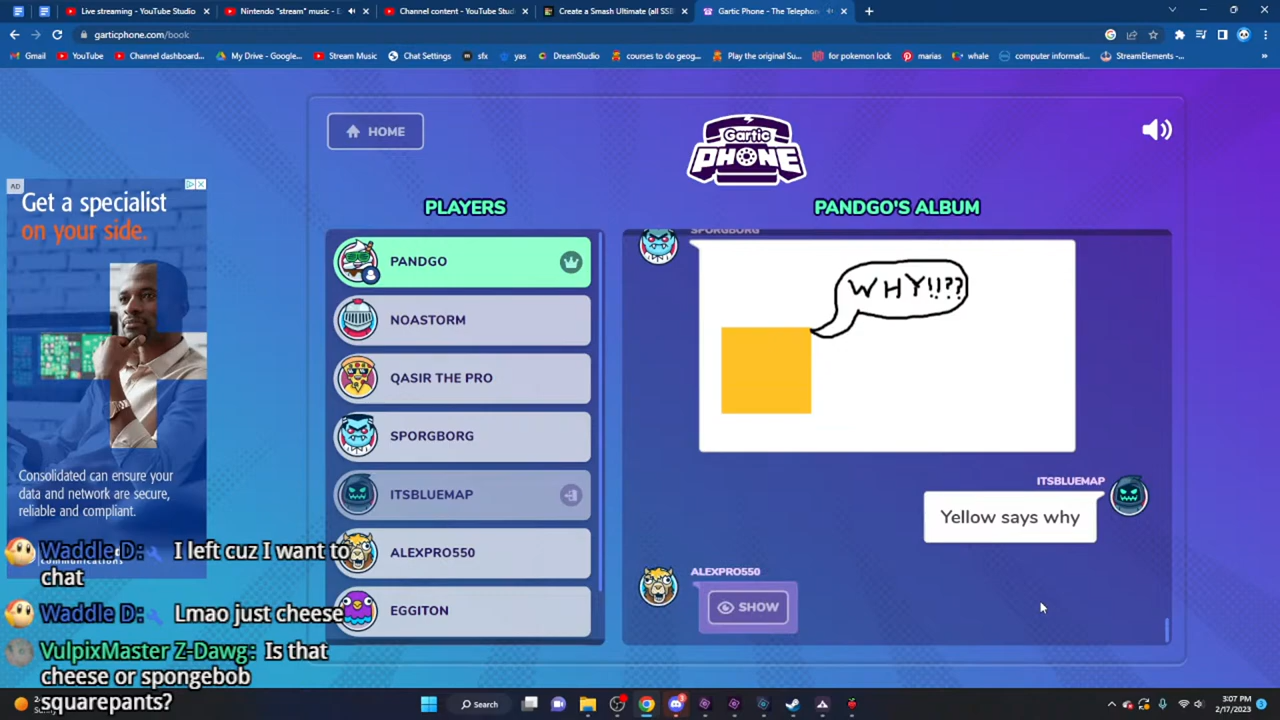 Live streaming - YouTube Studio
Nintendo "stream" music - E
Channel content - YouTube Stu
Create a Smash Ultimate (all SSB
Gartic Phone - The Telephon
garticphone.com/book
Gmail
YouTube
Channel dashboard...
My Drive - Google...
Stream Music
Chat Settings
sfx
yas
DreamStudio
courses to do geog...
Play the original Su...
for pokemon lock
marias
whale
computer informati...
StreamElements -...
HOME
Gartic
PHONE
AD
Get a specialist
on your side.
Consolidated can ensure your
data and network are secure,
reliable and compliant.
communications
PLAYERS
PANDGO
NOASTORM
QASIR THE PRO
SPORGBORG
ITSBLUEMAP
ALEXPRO550
EGGITON
PANDGO'S ALBUM
SPORGBORG
WHY!!??
ITSBLUEMAP
Yellow says why
ALEXPRO550
SHOW
Waddle D: I left cuz I want to
chat
Waddle D: Lmao just cheese
VulpixMaster Z-Dawg: Is that
cheese or spongebob
squarepants?
Search
3:07 PM
2/17/2023